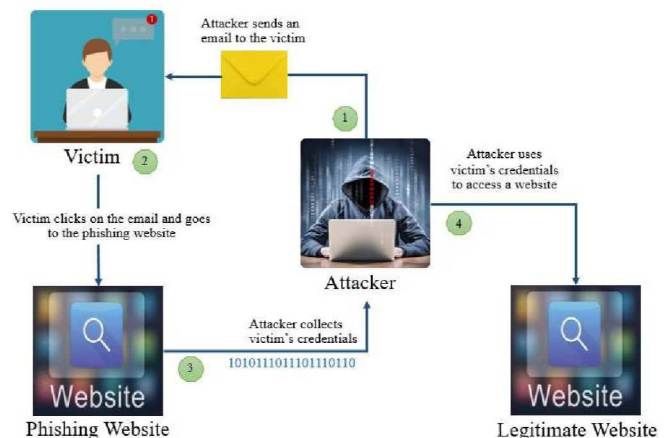 Attacker sends an
email to the victim
1
1
Victim
2
Attacker uses
victim's credentials
to access a website
4
Victim clicks on the email and goes
to the phishing website
Attacker
Attacker collects
victim's credentials
3
1010111011101110110
Website
Phishing Website
Website
Legitimate Website